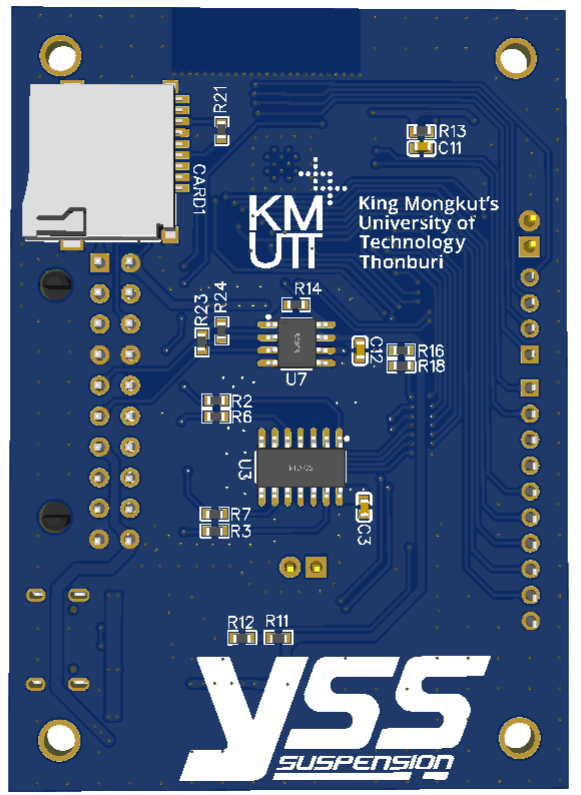 R21
R13
C11
CARD1
KM
UTT
King Mongkut's
University of
Technology
Thonburi
R14
R23
R24
C12
R16
R18
U7
R2
R6
U3
R7
R3
C3
R12
R11
YSS
SUSPENSION